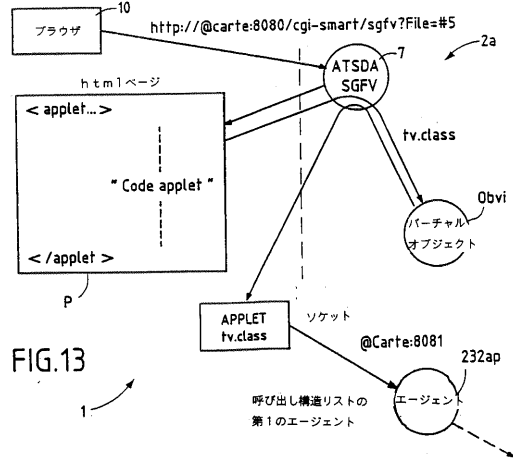 10
ブラウザ
http://@carte:8080/cgi-smart/sgfv?File=#5
7
2a
htmlページ
ATSDA
SGFV
< applet...>
tv.class
" Code applet "
Obvi
バーチャル
オブジェクト
</applet >
P
APPLET
tv.class
ソケット
@Carte:8081
FIG.13
232ap
1
呼び出し構造リストの
第1のエージェント
エージェント